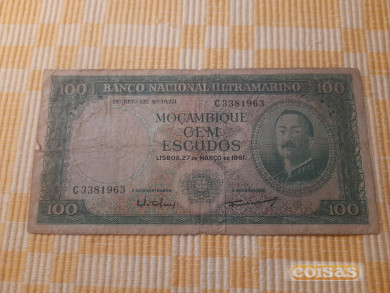 100 BANCO NACIONAL ULTRAMARINO 100
C 3381963
MOÇAMBIQUE
CEM
ESCUDOS
LISBOA, 27 DE MARÇO DE 1961.
C 3381963
100 100
coisas